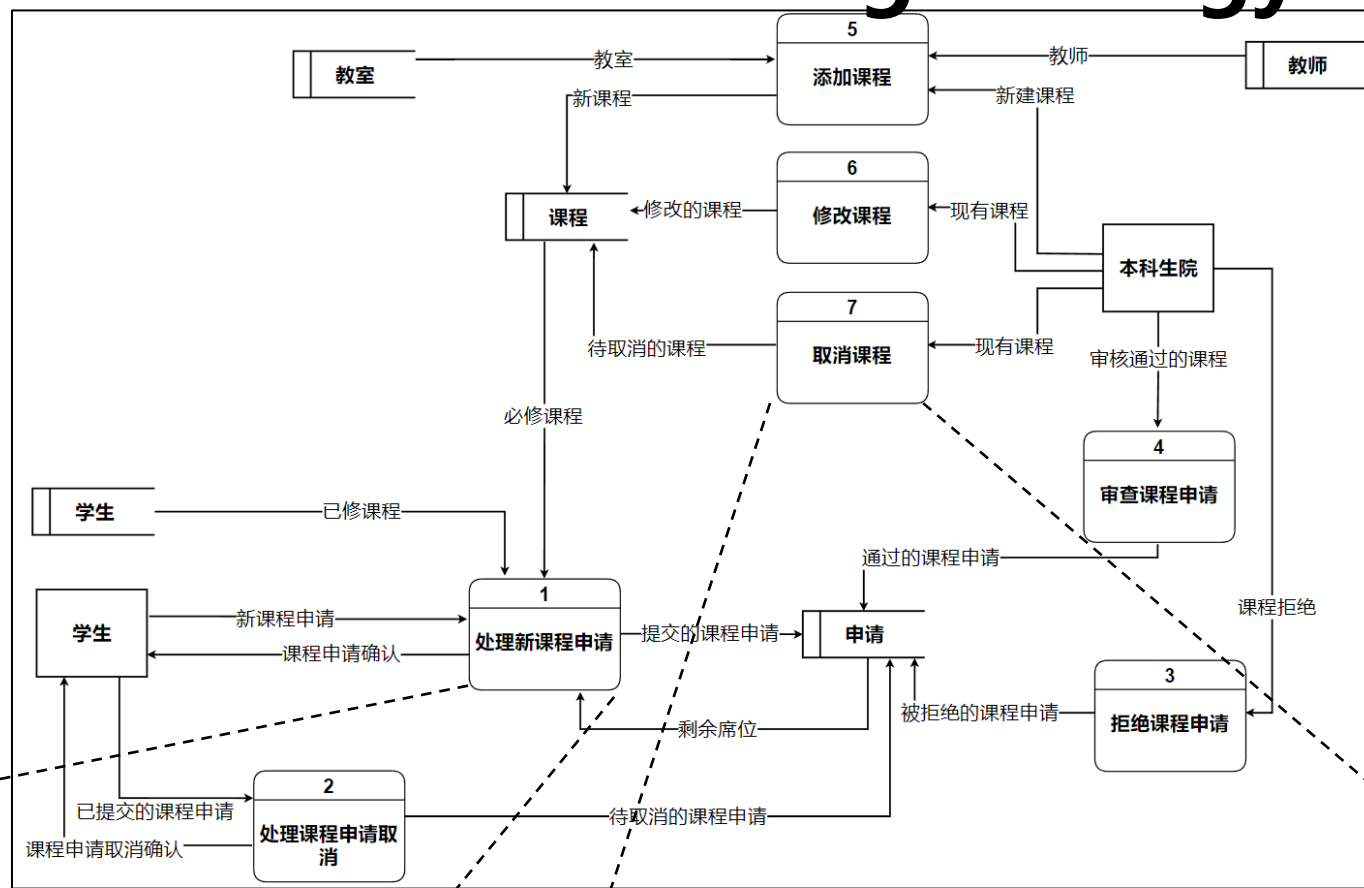 5
教室
教室
添加课程
教师
教师
新课程
新建课程
6
课程
修改的课程
修改课程
现有课程
本科生院
7
待取消的课程
取消课程
现有课程
审核通过的课程
必修课程
4
审查课程申请
学生
已修课程
通过的课程申请
1
学生
新课程申请
处理新课程申请
提交的课程申请
申请
课程拒绝
课程申请确认
3
剩余席位
被拒绝的课程申请
拒绝课程申请
2
已提交的课程申请
处理课程申请取
消
待取消的课程申请
课程申请取消确认